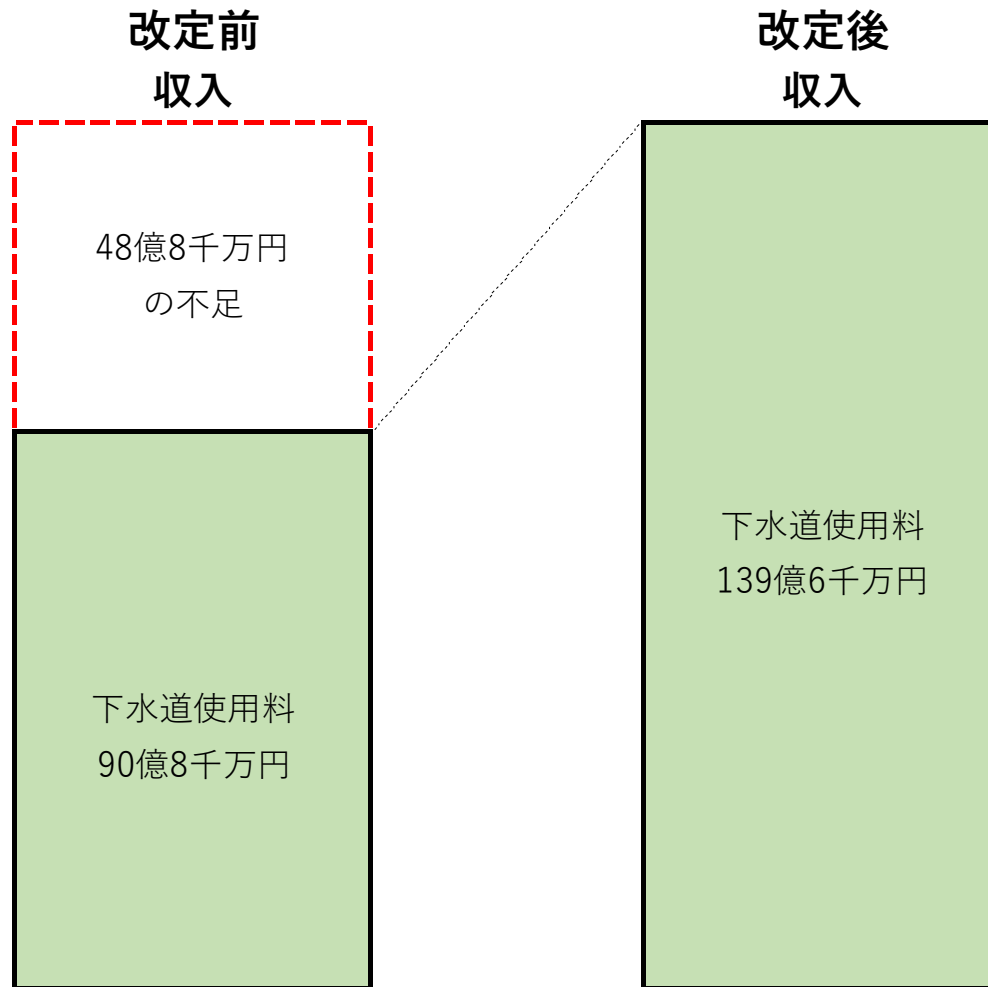 改定前
収入
48億8千万円
の不足
下水道使用料
90億8千万円
改定後
収入
下水道使用料
139億6千万円